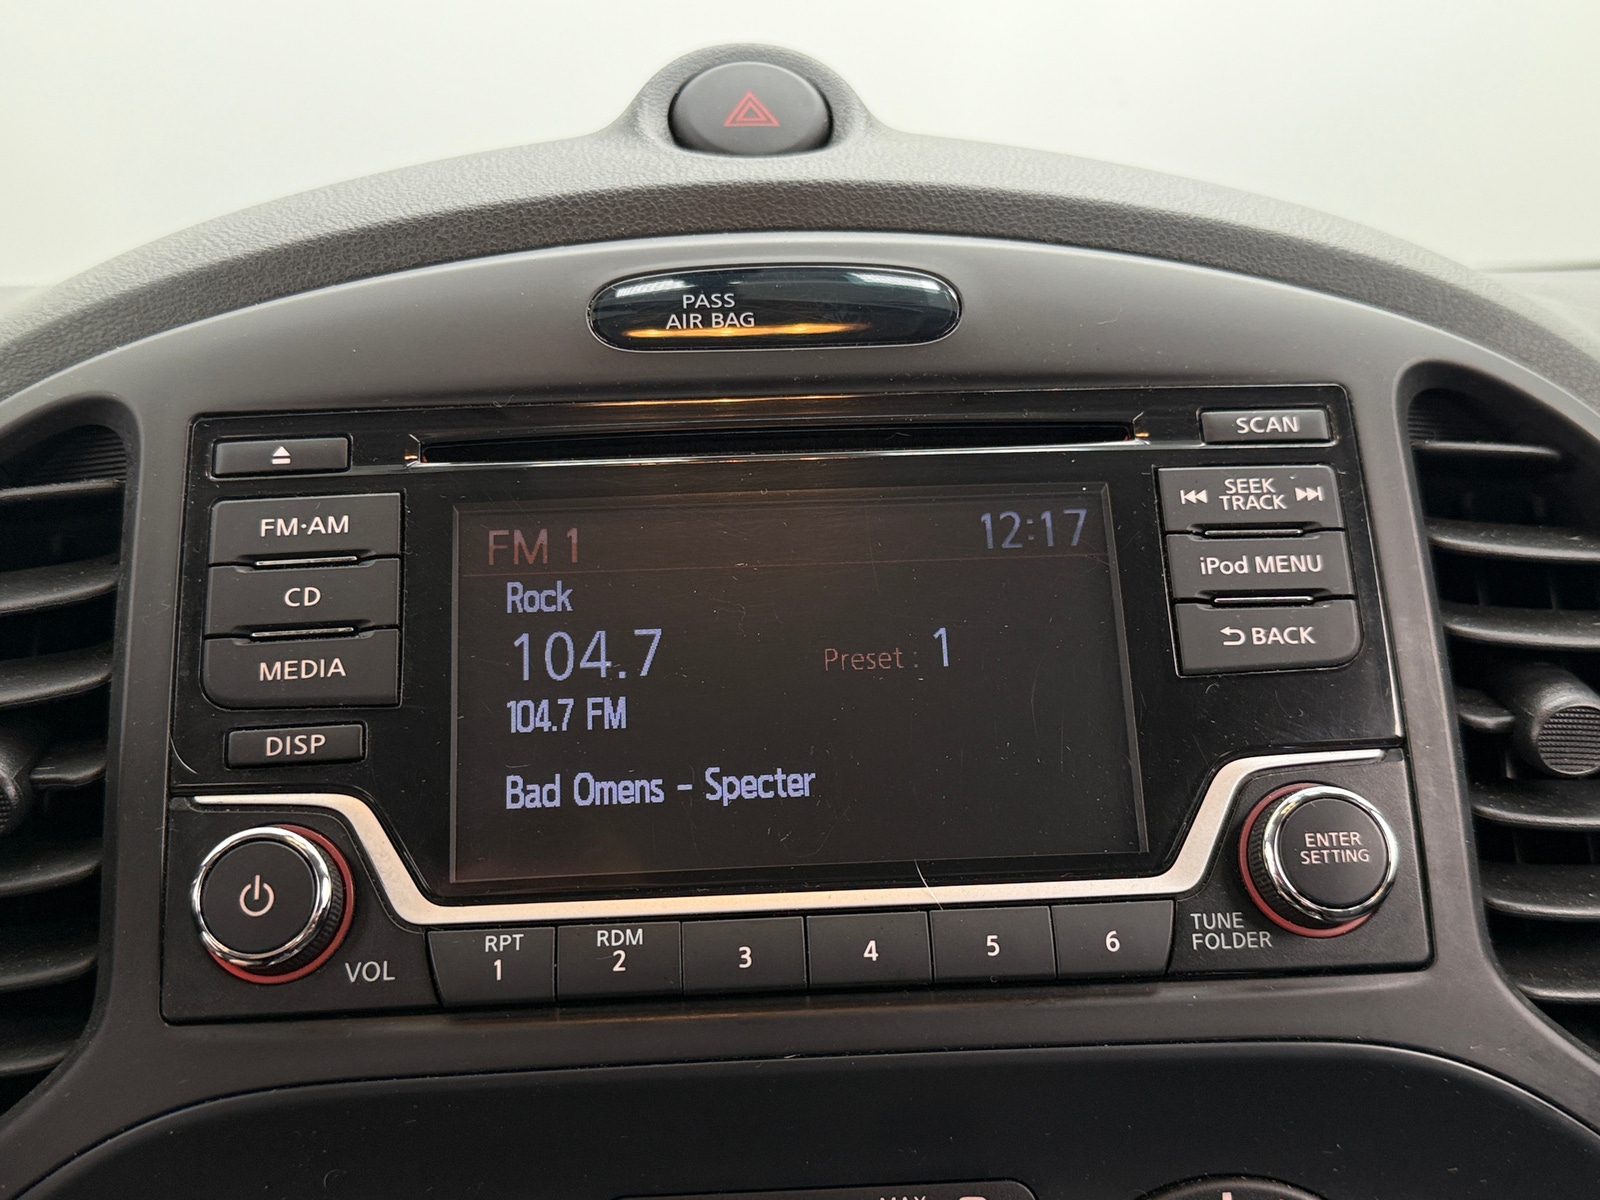 PASS
AIR BAG
SCAN
FM·AM
CD
MEDIA
DISP
FM 1
12:17
Rock
104.7
Preset : 1
104.7 FM
Bad Omens - Specter
SEEK
TRACK
iPod MENU
BACK
ENTER
SETTING
TUNE
FOLDER
VOL
RPT
1
RDM
2
3
4
5
6